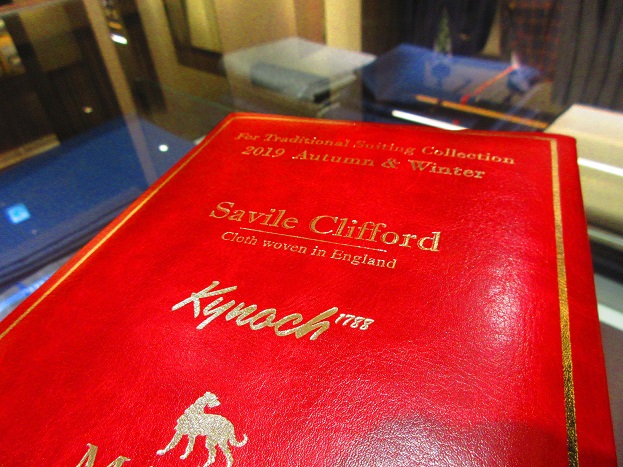 For Traditional Suiting Collection
2019 Autumn & Winter
Savile Clifford
Cloth woven in England
Kynoch 1788